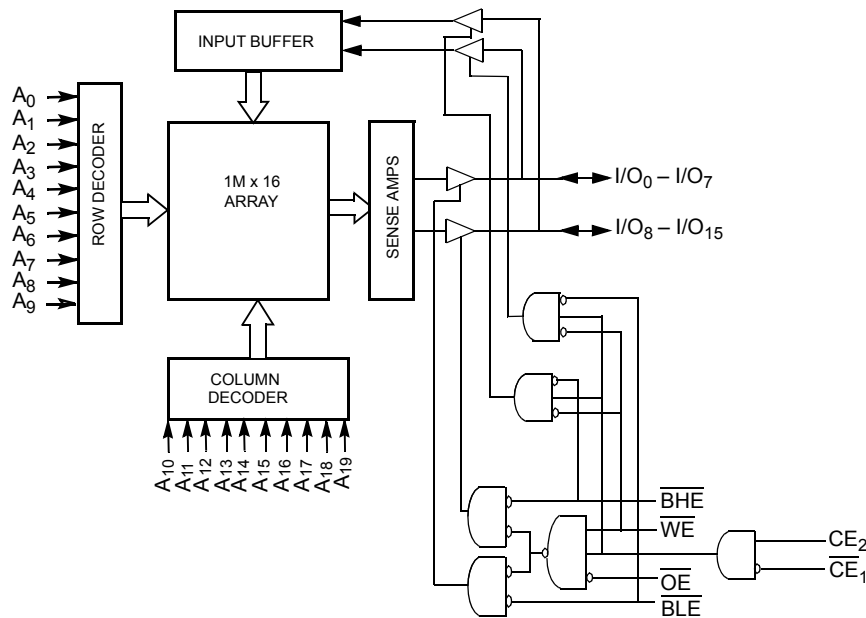 INPUT BUFFER
A0
A1
A2
A3
A4
A5
A6
A7
A8
A9
ROW DECODER
1M x 16
ARRAY
SENSE AMPS
I/O0 – I/O7
I/O8 – I/O15
COLUMN
DECODER
A10
A11
A12
A13
A14
A15
A16
A17
A18
A19
BHE
WE
CE2
CE1
OE
BLE